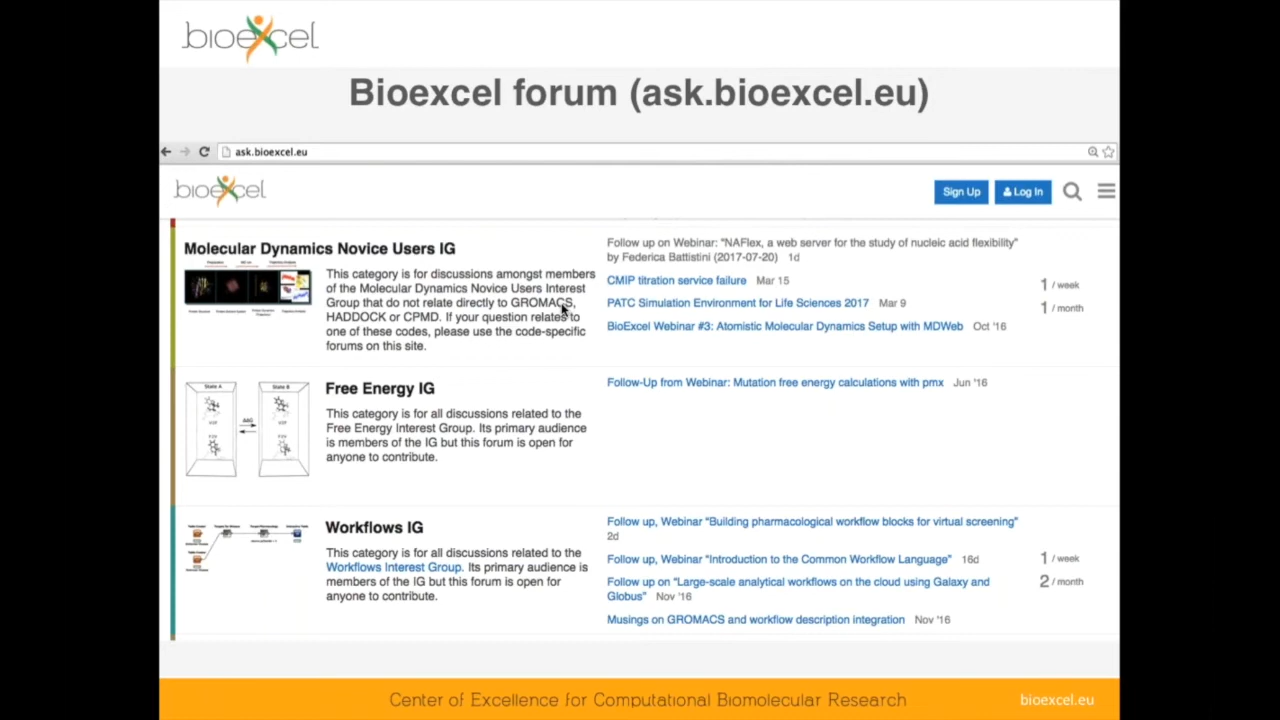 bioexcel
Bioexcel forum (ask.bioexcel.eu)
ask.bioexcel.eu
bioexcel
Sign Up
Log In
Molecular Dynamics Novice Users IG
This category is for discussions amongst members
of the Molecular Dynamics Novice Users Interest
Group that do not relate directly to GROMACS,
HADDOCK or CPMD. If your question relates to
one of these codes, please use the code-specific
forums on this site.
Follow up on Webinar: "NAFlex, a web server for the study of nucleic acid flexibility"
by Federica Battistini (2017-07-20) 1d
CMIP titration service failure Mar 15
PATC Simulation Environment for Life Sciences 2017 Mar 9
BioExcel Webinar #3: Atomistic Molecular Dynamics Setup with MDWeb Oct '16
1 / week
1 / month
State A
State B
Free Energy IG
This category is for all discussions related to the
Free Energy Interest Group. Its primary audience
is members of the IG but this forum is open for
anyone to contribute.
Follow-Up from Webinar: Mutation free energy calculations with pmx Jun '16
Workflows IG
This category is for all discussions related to the
Workflows Interest Group. Its primary audience is
members of the IG but this forum is open for
anyone to contribute.
Follow up, Webinar "Building pharmacological workflow blocks for virtual screening"
2d
Follow up, Webinar "Introduction to the Common Workflow Language" 16d
Follow up on "Large-scale analytical workflows on the cloud using Galaxy and
Globus" Nov '16
Musings on GROMACS and workflow description integration Nov '16
1 / week
2 / month
Center of Excellence for Computational Biomolecular Research
bioexcel.eu